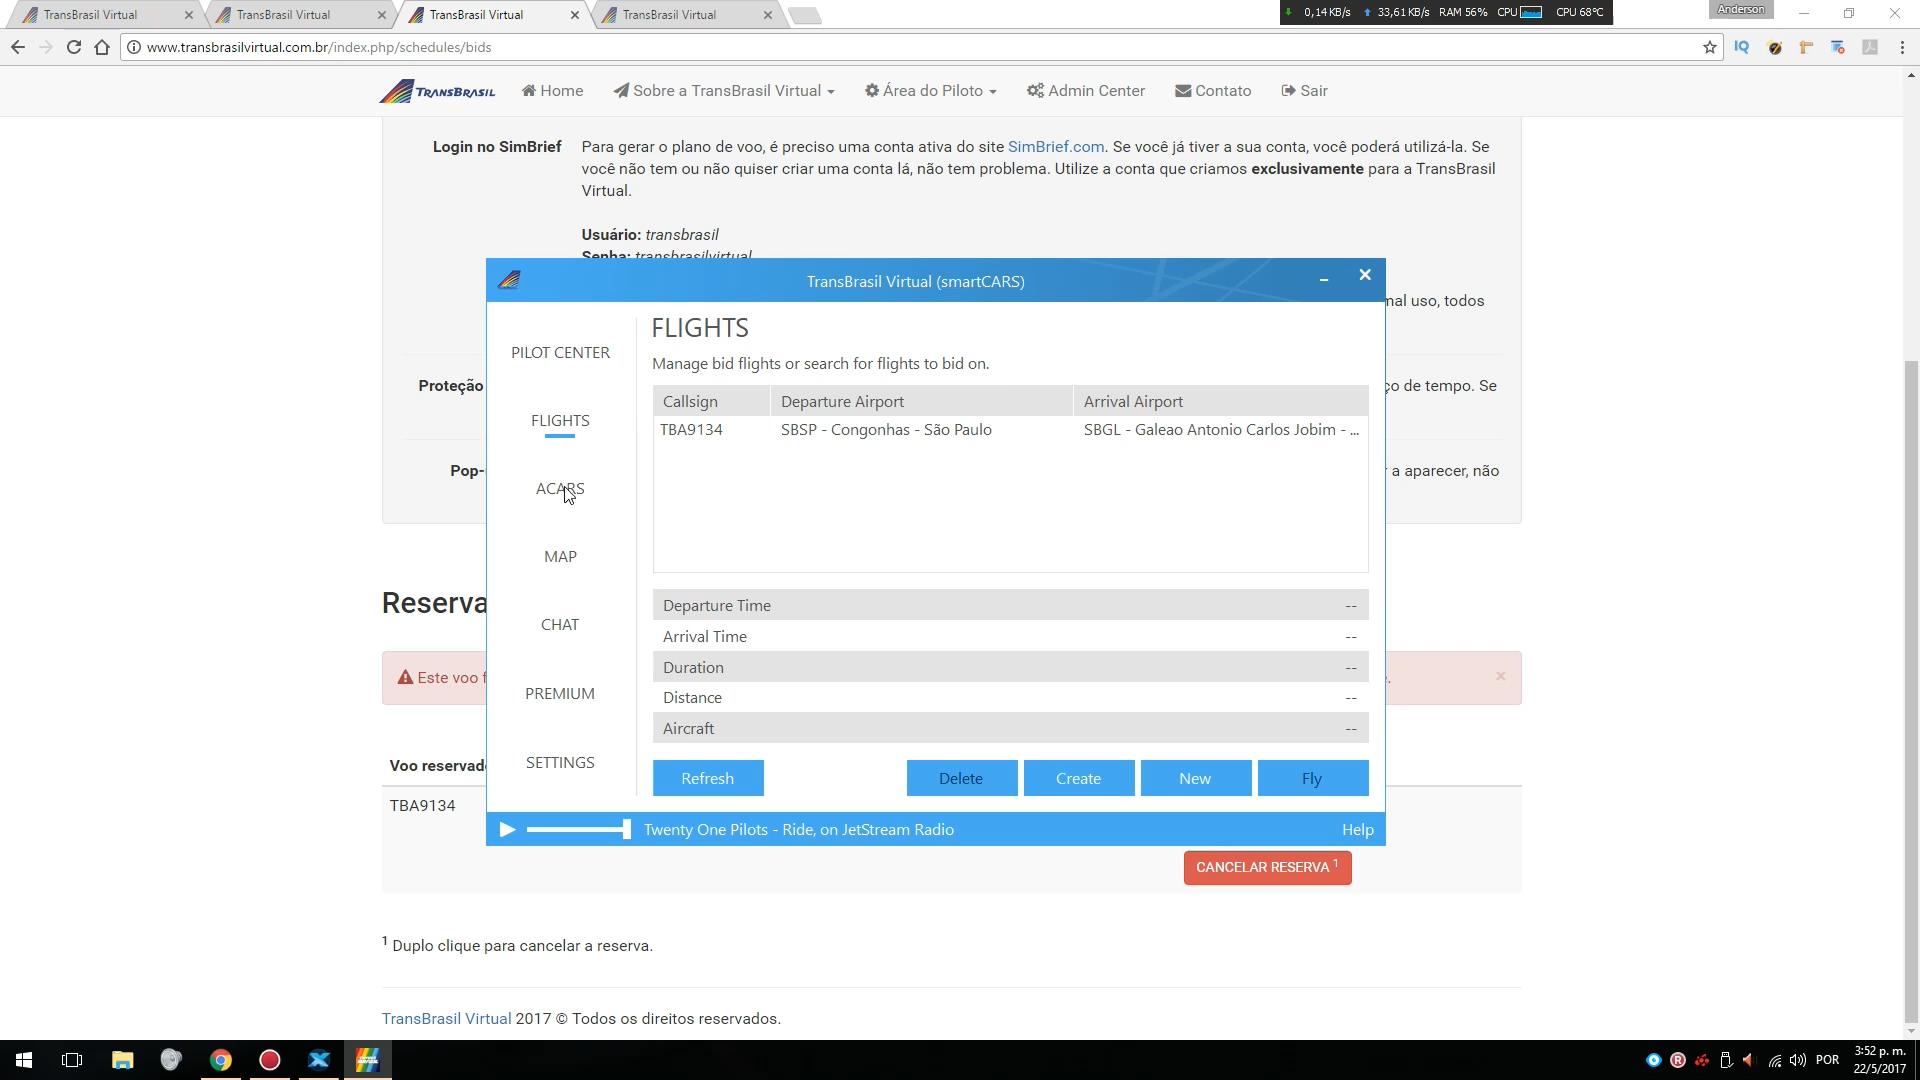 TransBrasil Virtual
TransBrasil Virtual
TransBrasil Virtual
TransBrasil Virtual
0,14KB/s 33,61KB/s RAM 56% CPU CPU 68°C
Anderson
www.transbrasilvirtual.com.br/index.php/schedules/bids
IQ
TRANSBRASIL Home Sobre a TransBrasil Virtual Área do Piloto Admin Center Contato Sair
Login no SimBrief
Para gerar o plano de voo, é preciso uma conta ativa do site SimBrief.com. Se você já tiver a sua conta, você poderá utilizá-la. Se
você não tem ou não quiser criar uma conta lá, não tem problema. Utilize a conta que criamos exclusivamente para a TransBrasil
Virtual.
Usuário: transbrasil
Senha: transbrasilvirtual
mal uso, todos
Proteção
ço de tempo. Se
Pop-
a aparecer, não
TransBrasil Virtual (smartCARS)
PILOT CENTER
FLIGHTS
ACARS
MAP
CHAT
PREMIUM
SETTINGS
FLIGHTS
Manage bid flights or search for flights to bid on.
Callsign Departure Airport Arrival Airport
TBA9134 SBSP - Congonhas - São Paulo SBGL - Galeao Antonio Carlos Jobim - ...
Departure Time --
Arrival Time --
Duration --
Distance --
Aircraft --
Refresh Delete Create New Fly
Twenty One Pilots - Ride, on JetStream Radio Help
Reserva
Este voo f
Voo reservado
TBA9134
CANCELAR RESERVA 1
1 Duplo clique para cancelar a reserva.
TransBrasil Virtual 2017 © Todos os direitos reservados.
POR
3:52 p. m.
22/5/2017